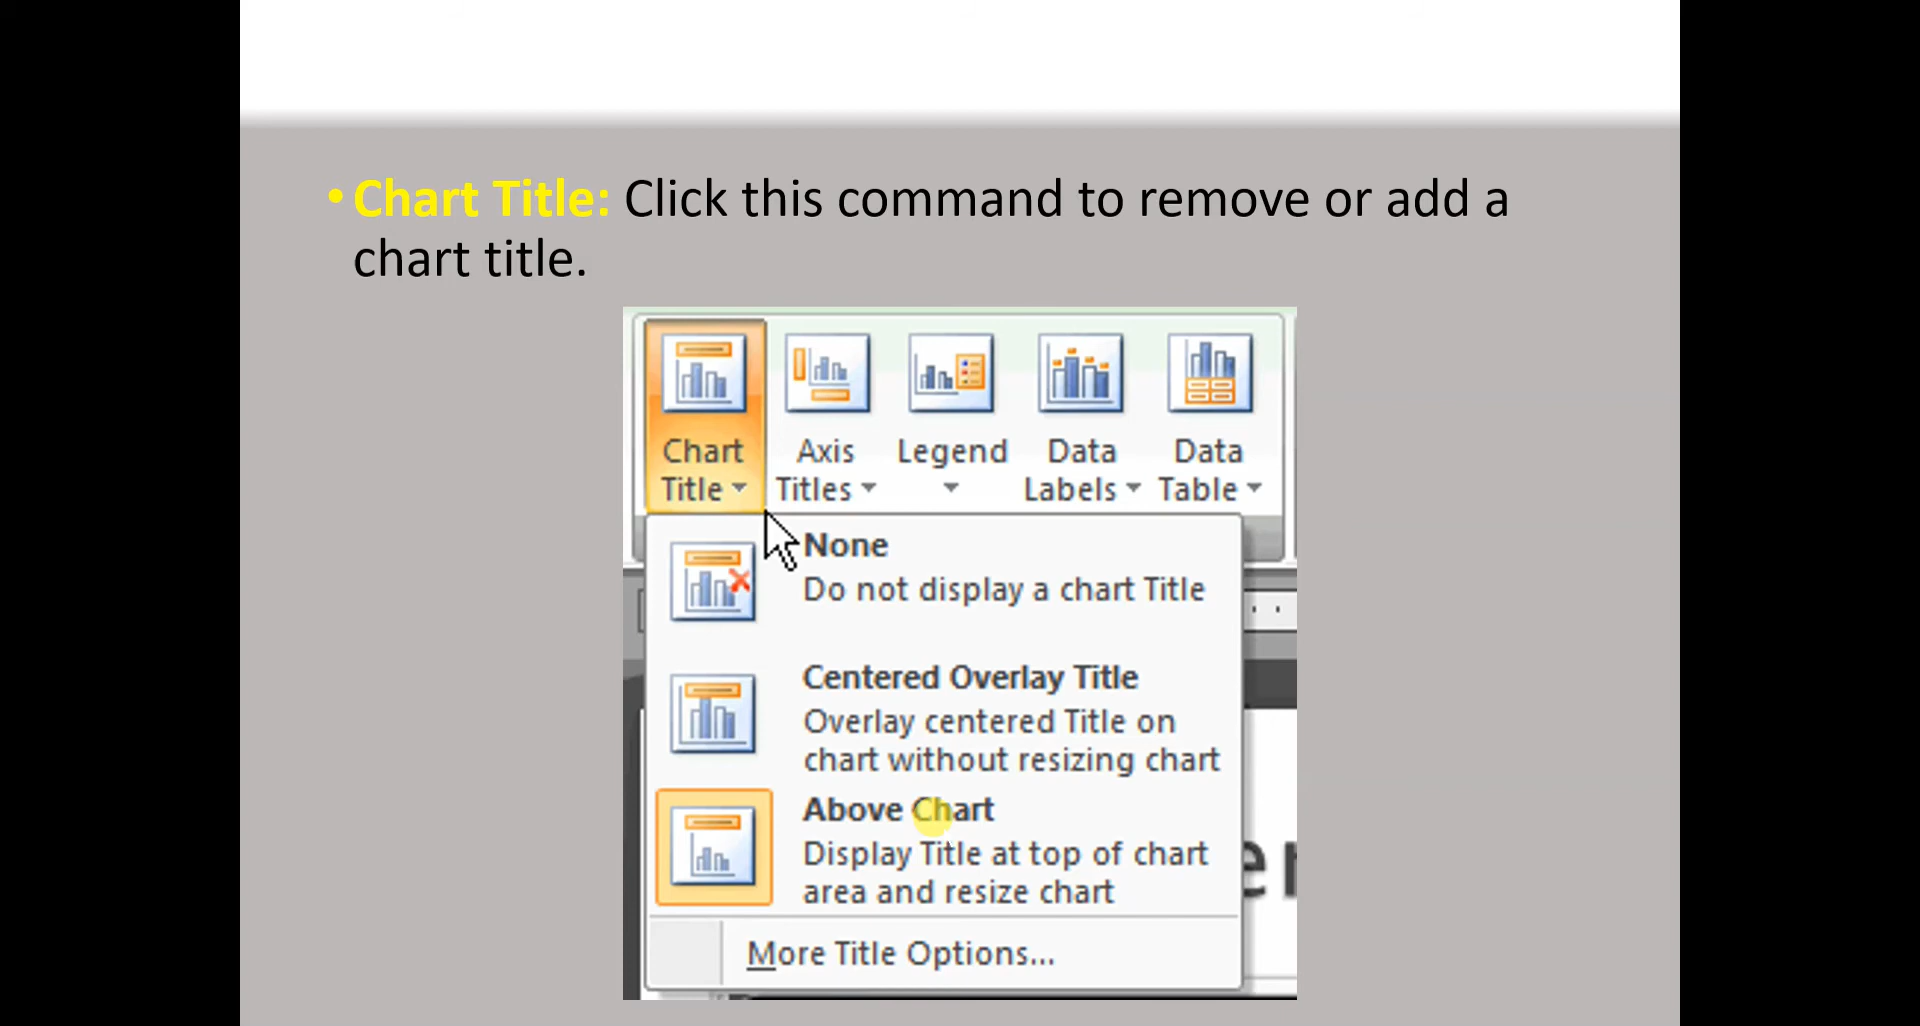 • Chart Title: Click this command to remove or add a
chart title.
Chart Title
Axis Titles
Legend
Data Labels
Data Table
None
Do not display a chart Title
Centered Overlay Title
Overlay centered Title on
chart without resizing chart
Above Chart
Display Title at top of chart
area and resize chart
More Title Options...